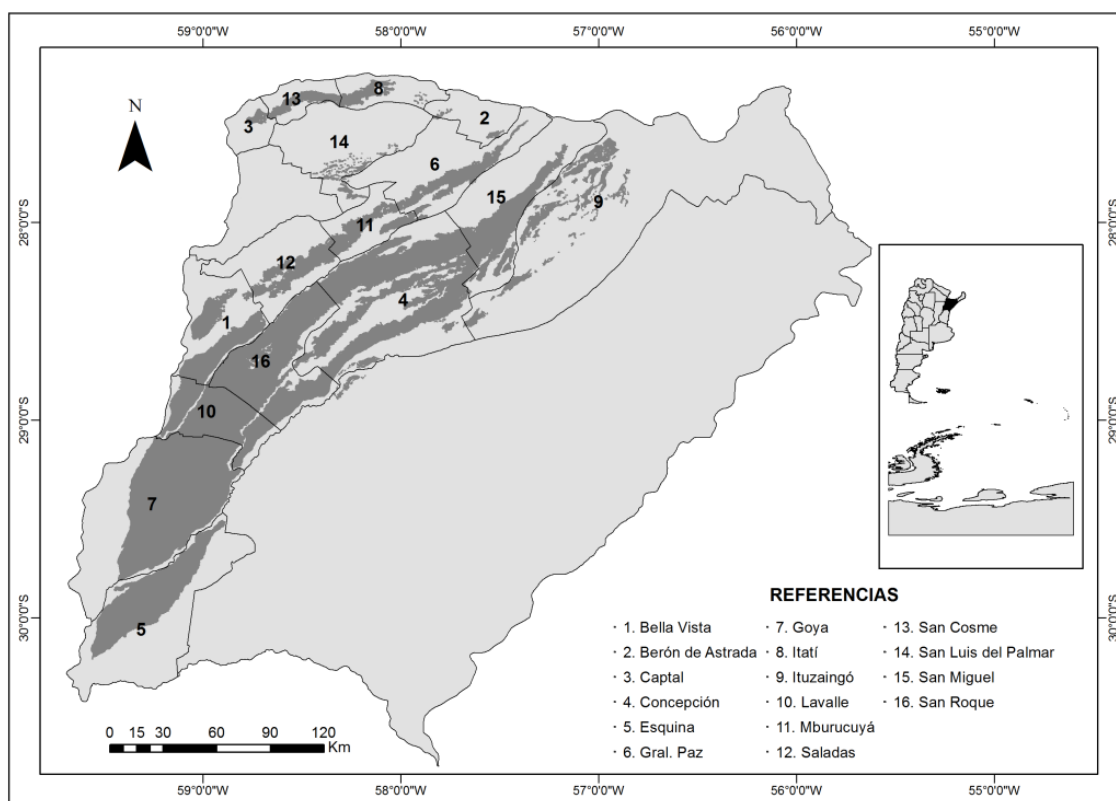 59°0'0"W 58°0'0"W 57°0'0"W 56°0'0"W 55°0'0"W
N
8
13
3
2
14
6
15
9
28°0'0"S 28°0'0"S
11
12
4
1
16
10
29°0'0"S 29°0'0"S
7
5
30°0'0"S 30°0'0"S
REFERENCIAS
· 1. Bella Vista · 7. Goya · 13. San Cosme
· 2. Berón de Astrada · 8. Itatí · 14. San Luis del Palmar
· 3. Captal · 9. Ituzaingó · 15. San Miguel
· 4. Concepción · 10. Lavalle · 16. San Roque
· 5. Esquina · 11. Mburucuyá
· 6. Gral. Paz · 12. Saladas
0 15 30 60 90 120
Km
59°0'0"W 58°0'0"W 57°0'0"W 56°0'0"W 55°0'0"W